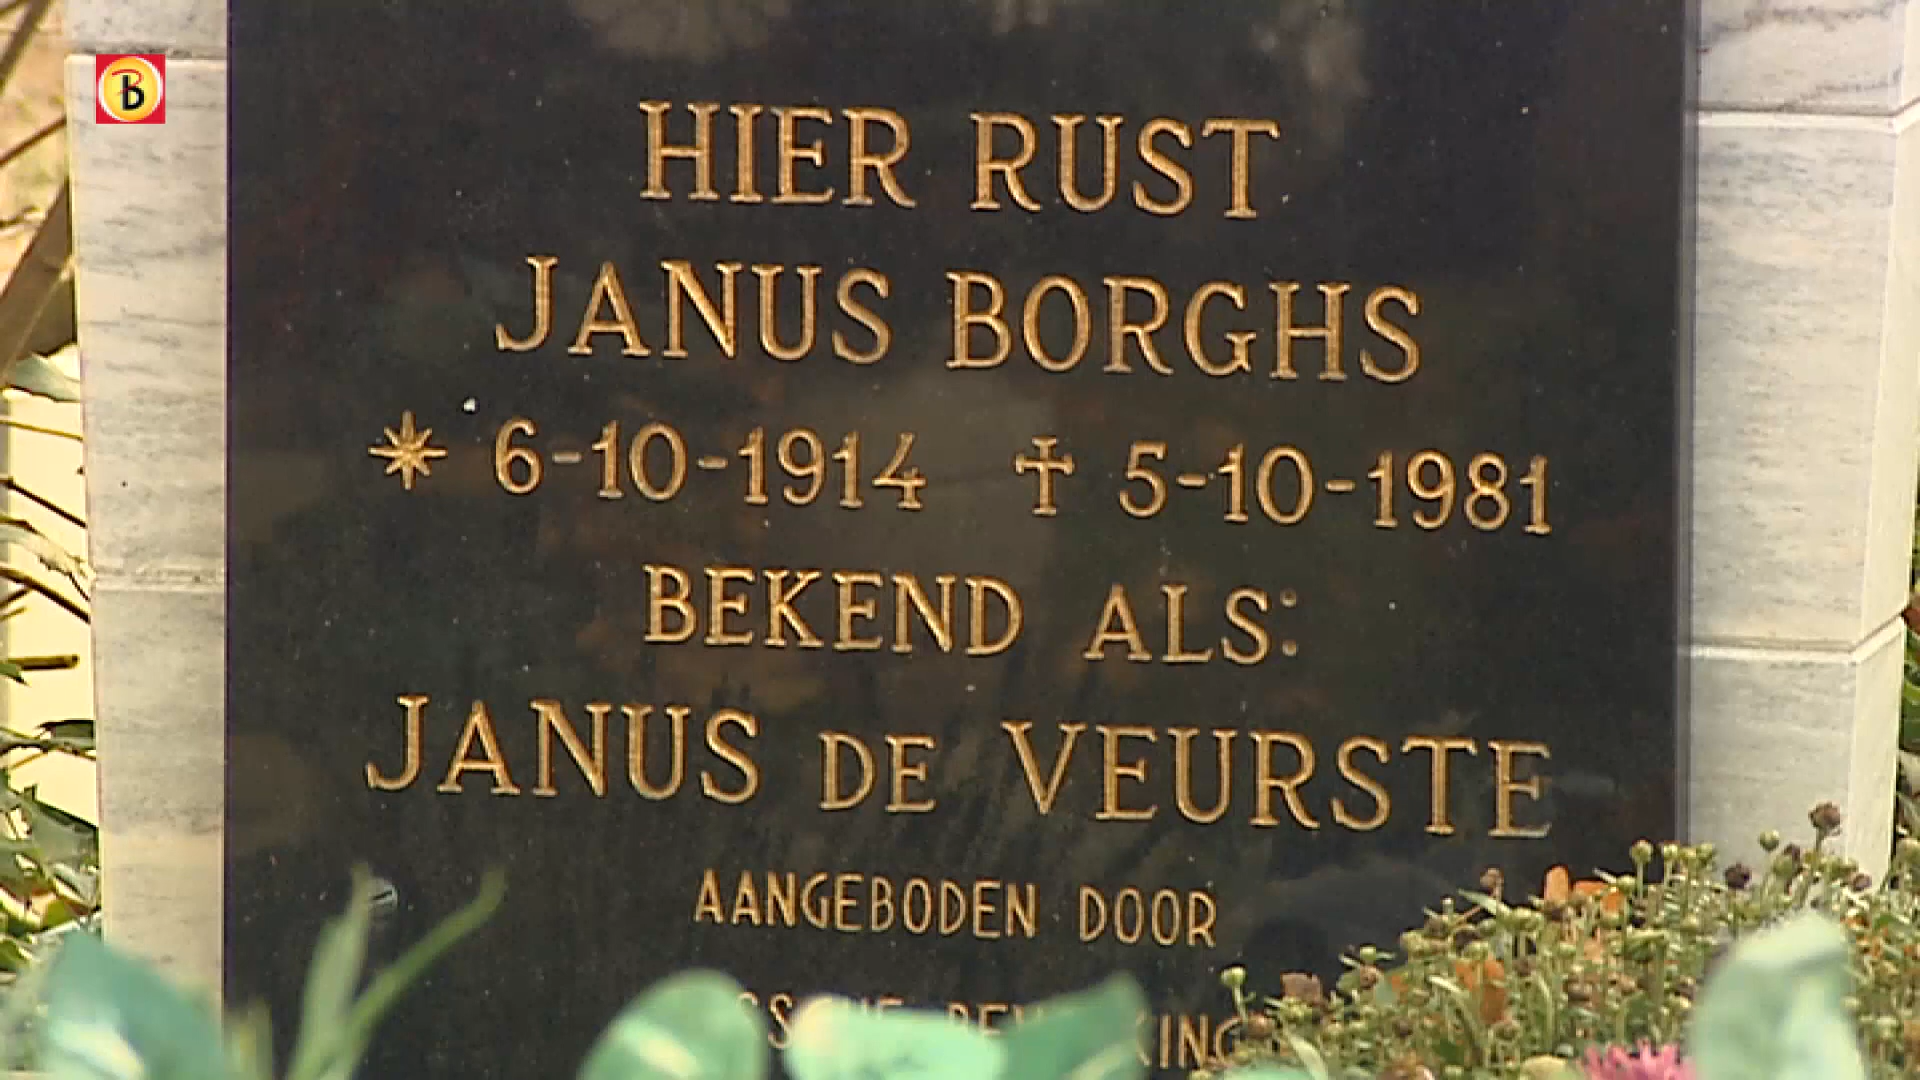 B
HIER RUST
JANUS BORGHS
* 6-10-1914 † 5-10-1981
BEKEND ALS:
JANUS DE VEURSTE
AANGEBODEN DOOR